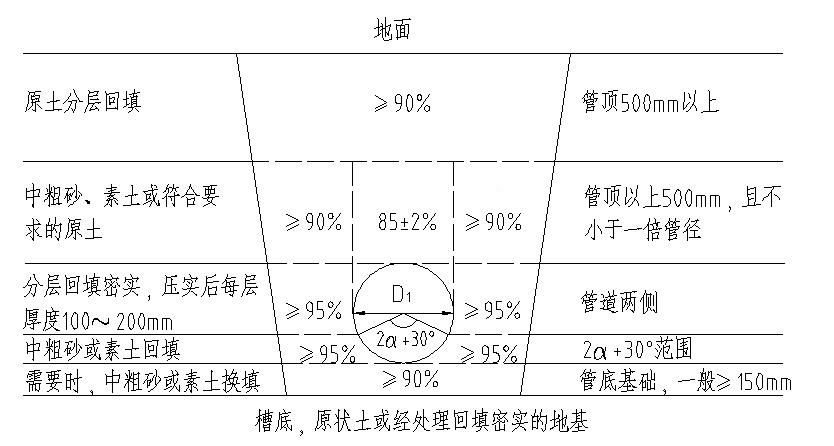 地面
原土分层回填
≥90%
管顶500mm以上
中粗砂、素土或符合要
求的原土
≥90%
85±2%
≥90%
管顶以上500mm，且不
小于一倍管径
分层回填密实，压实后每层
厚度100～200mm
≥95%
D1
≥95%
管道两侧
中粗砂或素土回填
≥95%
2α+30°
≥95%
2α+30°范围
需要时，中粗砂或素土换填
≥90%
管底基础，一般≥150mm
槽底，原状土或经处理回填密实的地基